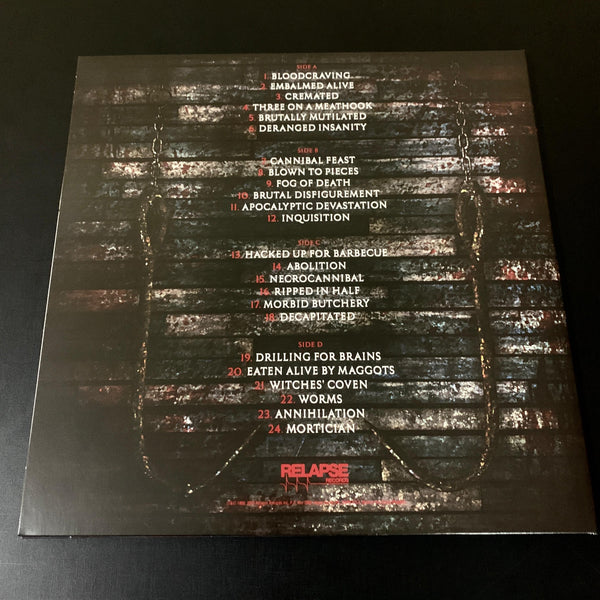 SIDE A
1. BLOODCRAVING
2. EMBALMED ALIVE
3. CREMATED
4. THREE ON A MEATHOOK
5. BRUTALLY MUTILATED
6. DERANGED INSANITY
SIDE B
7. CANNIBAL FEAST
8. BLOWN TO PIECES
9. FOG OF DEATH
10. BRUTAL DISFIGUREMENT
11. APOCALYPTIC DEVASTATION
12. INQUISITION
SIDE C
13. HACKED UP FOR BARBECUE
14. ABOLITION
15. NECROCANNIBAL
16. RIPPED IN HALF
17. MORBID BUTCHERY
18. DECAPITATED
SIDE D
19. DRILLING FOR BRAINS
20. EATEN ALIVE BY MAGGOTS
21. WITCHES' COVEN
22. WORMS
23. ANNIHILATION
24. MORTICIAN
RELAPSE
RECORDS